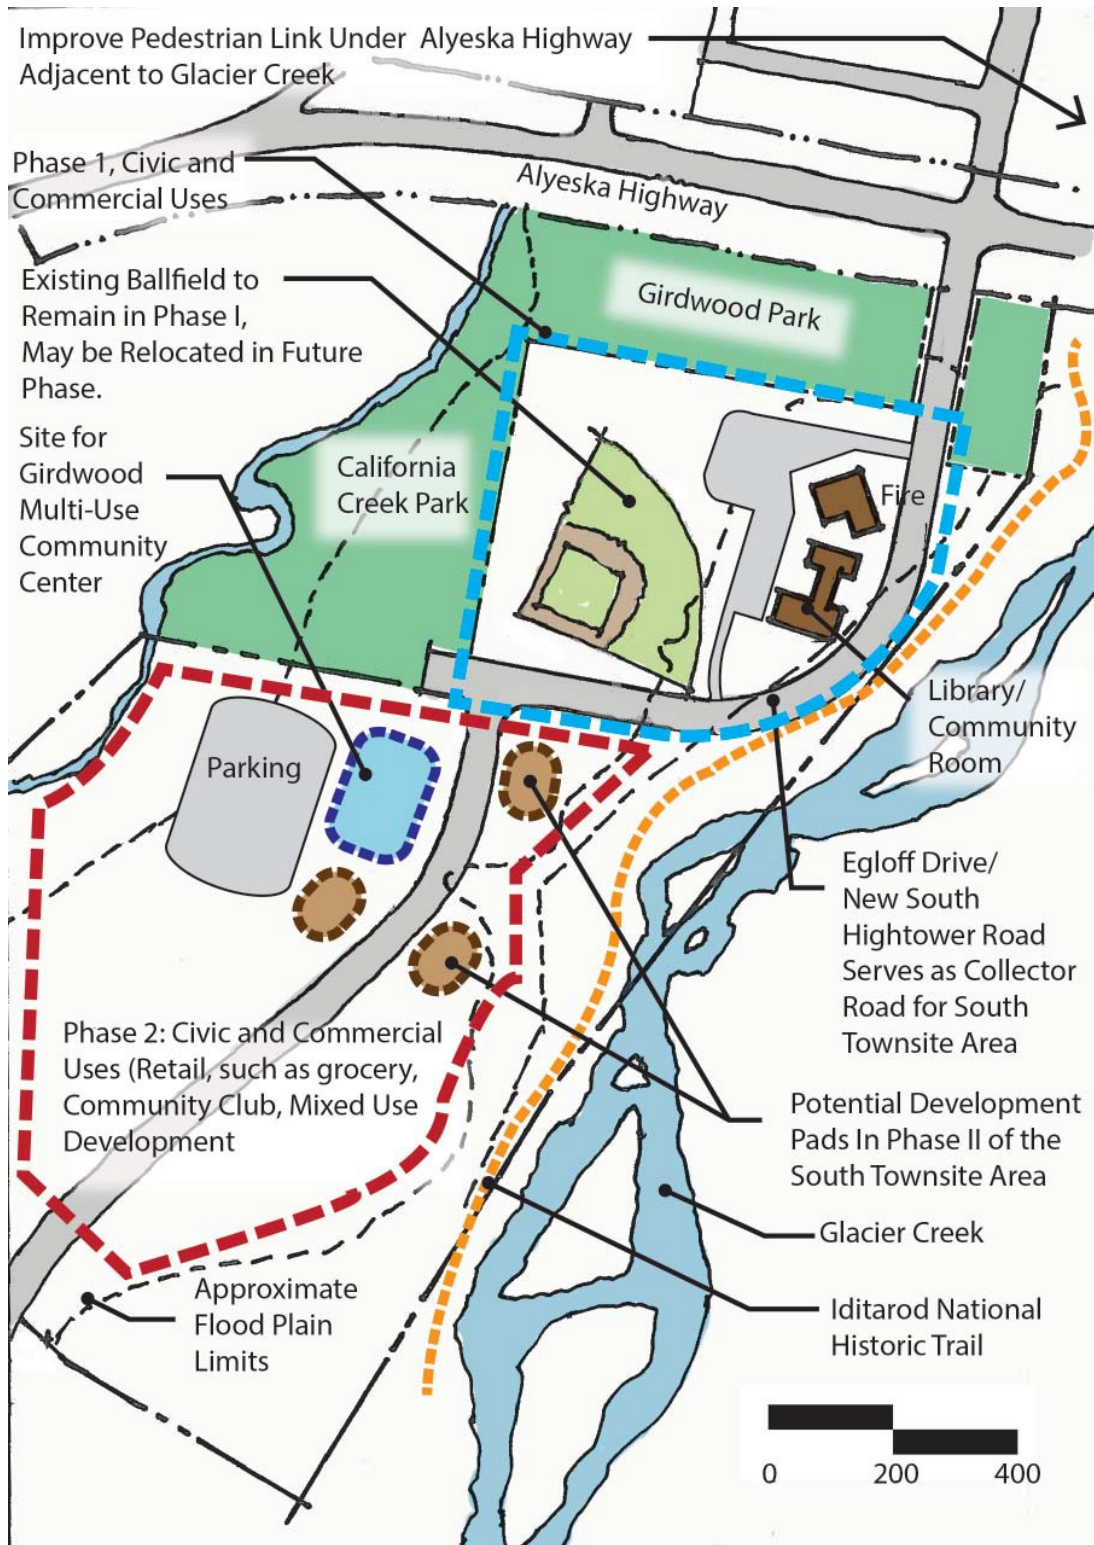 Improve Pedestrian Link Under Alyeska Highway
Adjacent to Glacier Creek
Phase 1, Civic and
Commercial Uses
Alyeska Highway
Existing Ballfield to
Remain in Phase I,
May be Relocated in Future
Phase.
Girdwood Park
Site for
Girdwood
Multi-Use
Community
Center
California
Creek Park
Fire
Library/
Community
Room
Parking
Egloff Drive/
New South
Hightower Road
Serves as Collector
Road for South
Townsite Area
Phase 2: Civic and Commercial
Uses (Retail, such as grocery,
Community Club, Mixed Use
Development
Potential Development
Pads In Phase II of the
South Townsite Area
Glacier Creek
Approximate
Flood Plain
Limits
Iditarod National
Historic Trail
0 200 400